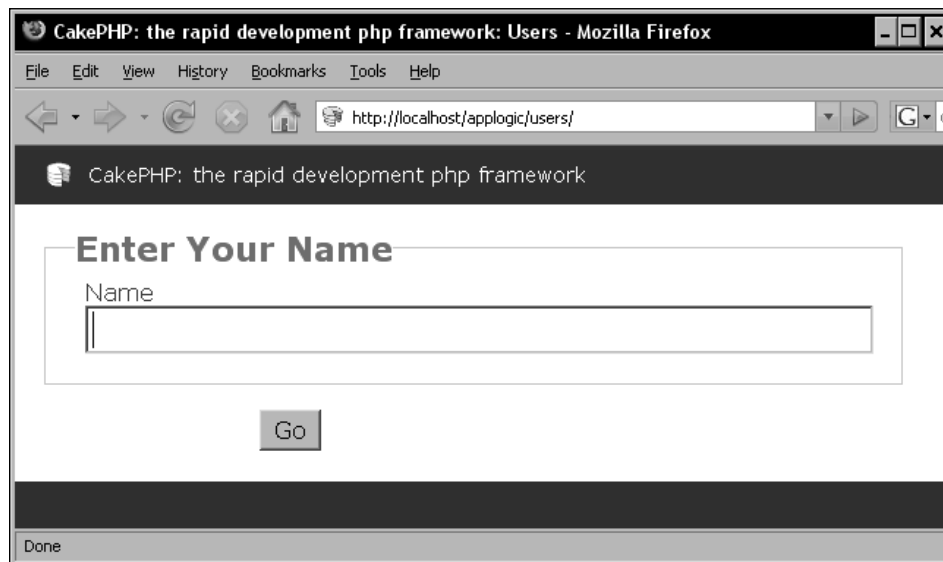 CakePHP: the rapid development php framework: Users - Mozilla Firefox
File Edit View History Bookmarks Tools Help
http://localhost/applogic/users/ G
CakePHP: the rapid development php framework
Enter Your Name
Name
Go
Done